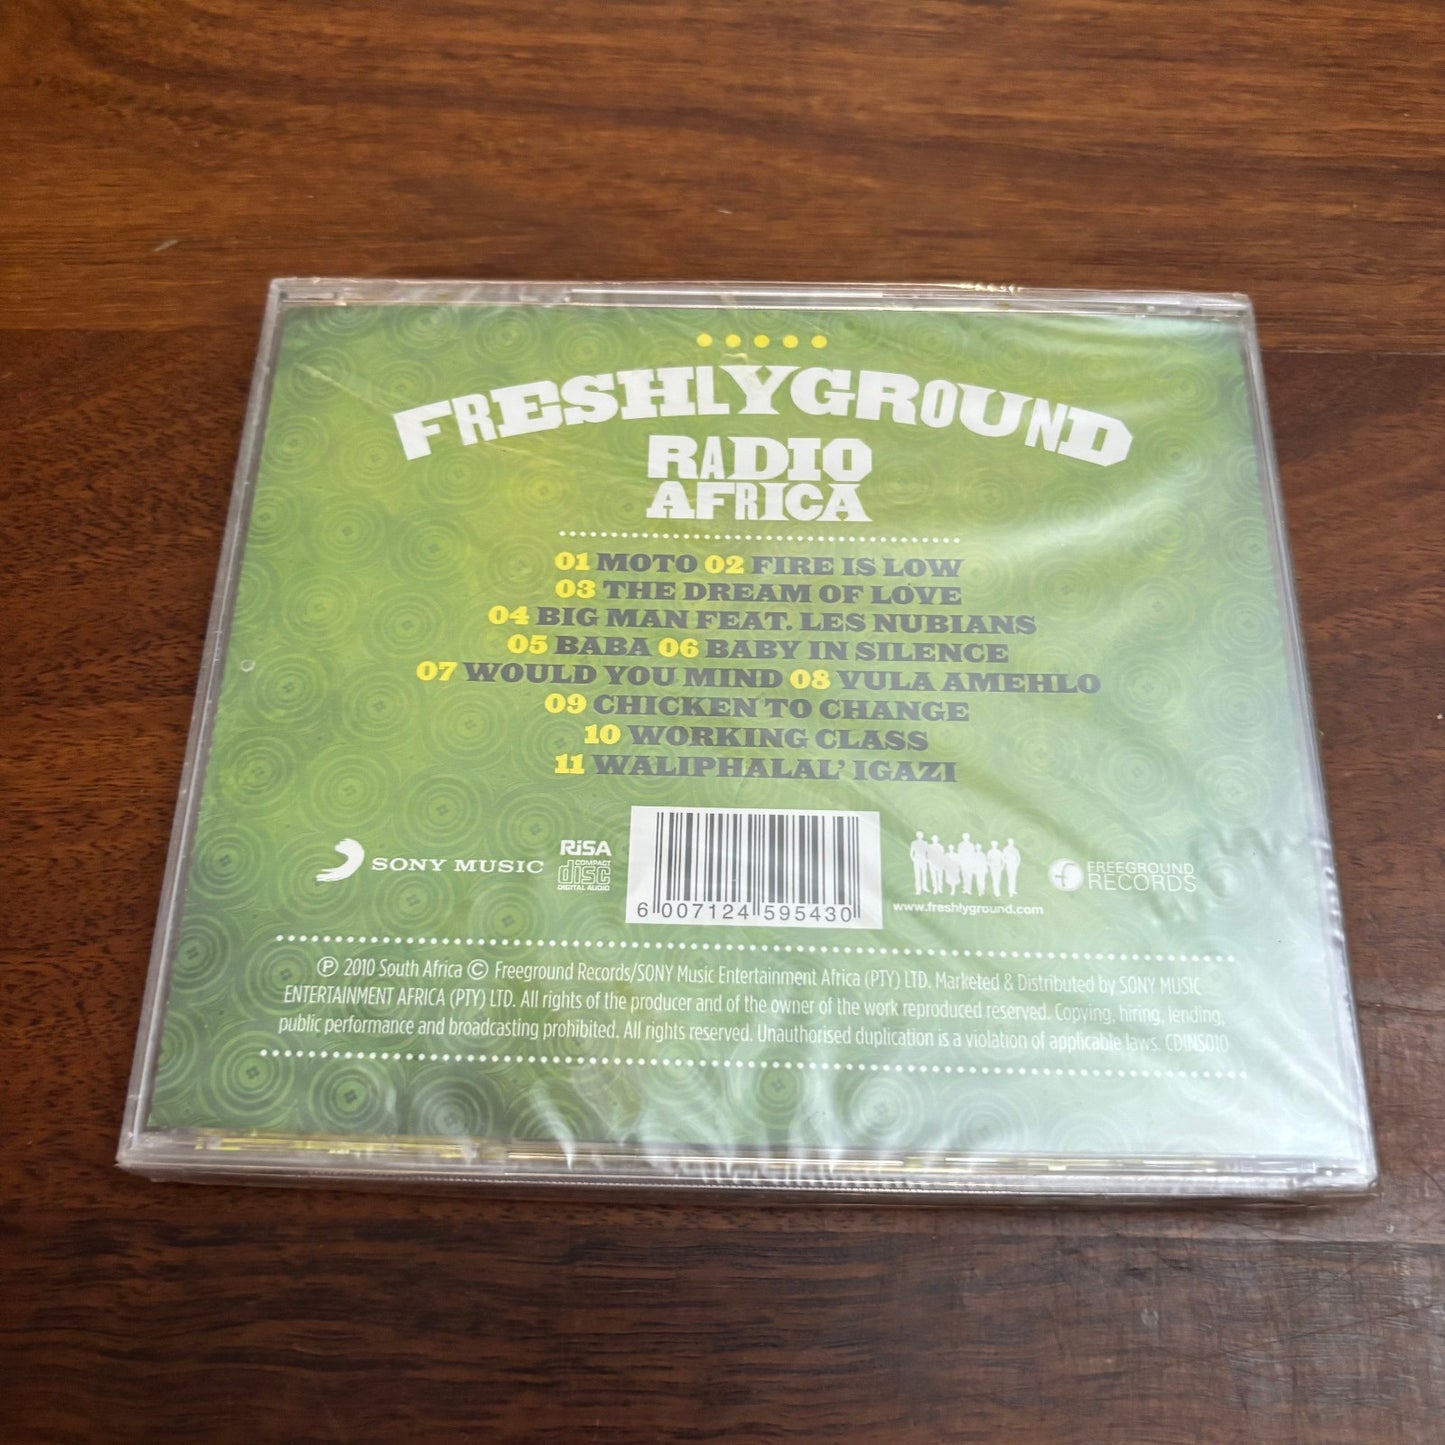 FRESHLYGROUND
RADIO
AFRICA
01 MOTO 02 FIRE IS LOW
03 THE DREAM OF LOVE
04 BIG MAN FEAT. LES NUBIANS
05 BABA 06 BABY IN SILENCE
07 WOULD YOU MIND 08 VULA AMEHLO
09 CHICKEN TO CHANGE
10 WORKING CLASS
11 WALIPHALAL' IGAZI
SONY MUSIC
RiSA
COMPACT
disc
DIGITAL AUDIO
6 007124 595430
www.freshlyground.com
f FREEGROUND
RECORDS
℗ 2010 South Africa © Freeground Records/SONY Music Entertainment Africa (PTY) LTD. Marketed & Distributed by SONY MUSIC
ENTERTAINMENT AFRICA (PTY) LTD. All rights of the producer and of the owner of the work reproduced reserved. Copying, hiring, lending,
public performance and broadcasting prohibited. All rights reserved. Unauthorised duplication is a violation of applicable laws. CDINS010